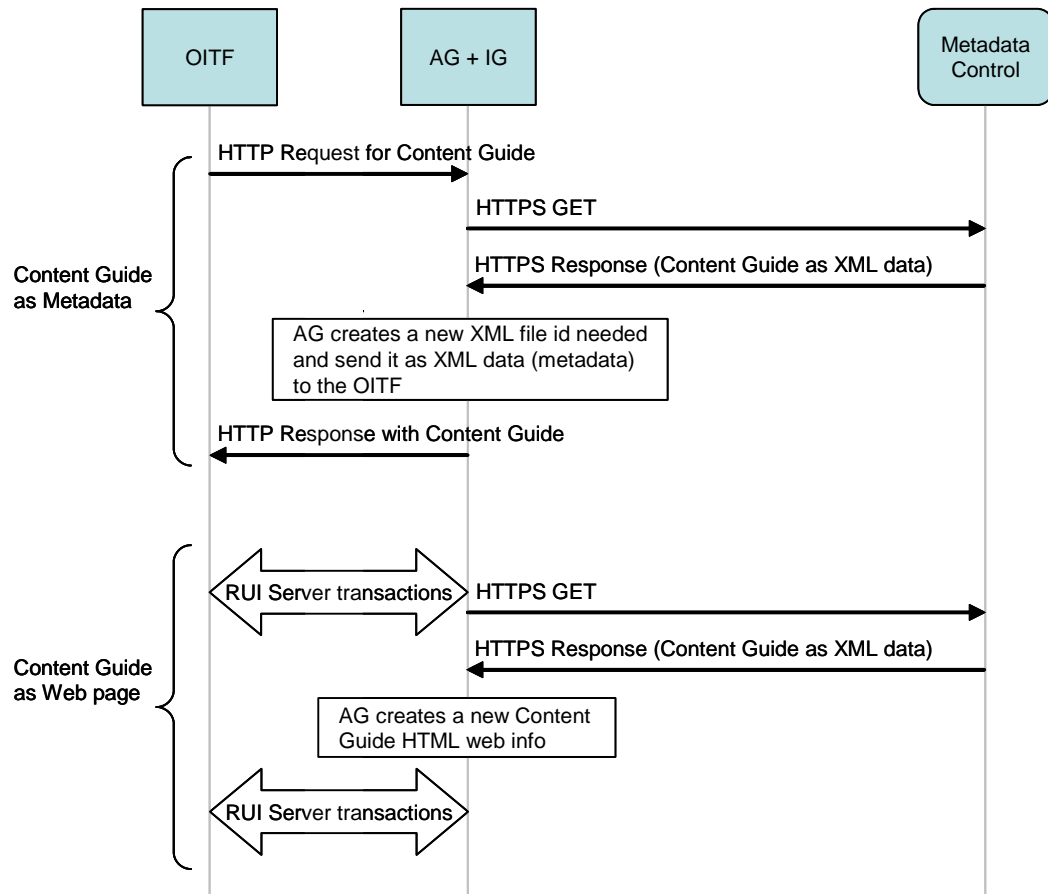 OITF
AG + IG
Metadata
Control
HTTP Request for Content Guide
HTTPS GET
HTTPS Response (Content Guide as XML data)
Content Guide
as Metadata
AG creates a new XML file id needed
and send it as XML data (metadata)
to the OITF
HTTP Response with Content Guide
RUI Server transactions
HTTPS GET
HTTPS Response (Content Guide as XML data)
Content Guide
as Web page
AG creates a new Content
Guide HTML web info
RUI Server transactions